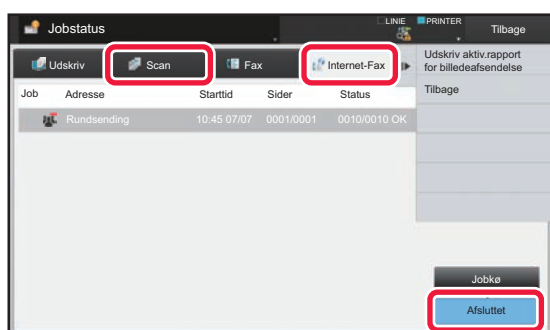 Jobstatus
LINIE
PRINTER
Tilbage
Udskriv
Scan
Fax
Internet-Fax
Udskriv aktiv.rapport
for billedeafsendelse
Job Adresse Starttid Sider Status
Tilbage
Rundsending 10:45 07/07 0001/0001 0010/0010 OK
Jobkø
Afsluttet